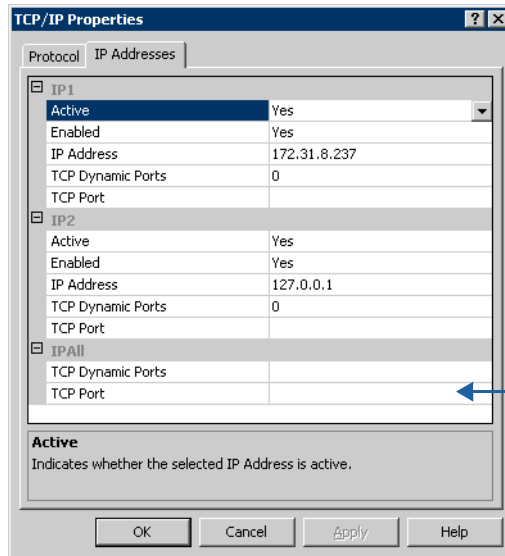 TCP/IP Properties
Protocol IP Addresses
IP1
Active Yes
Enabled Yes
IP Address 172.31.8.237
TCP Dynamic Ports 0
TCP Port
IP2
Active Yes
Enabled Yes
IP Address 127.0.0.1
TCP Dynamic Ports 0
TCP Port
IPAll
TCP Dynamic Ports
TCP Port
Active
Indicates whether the selected IP Address is active.
OK Cancel Apply Help